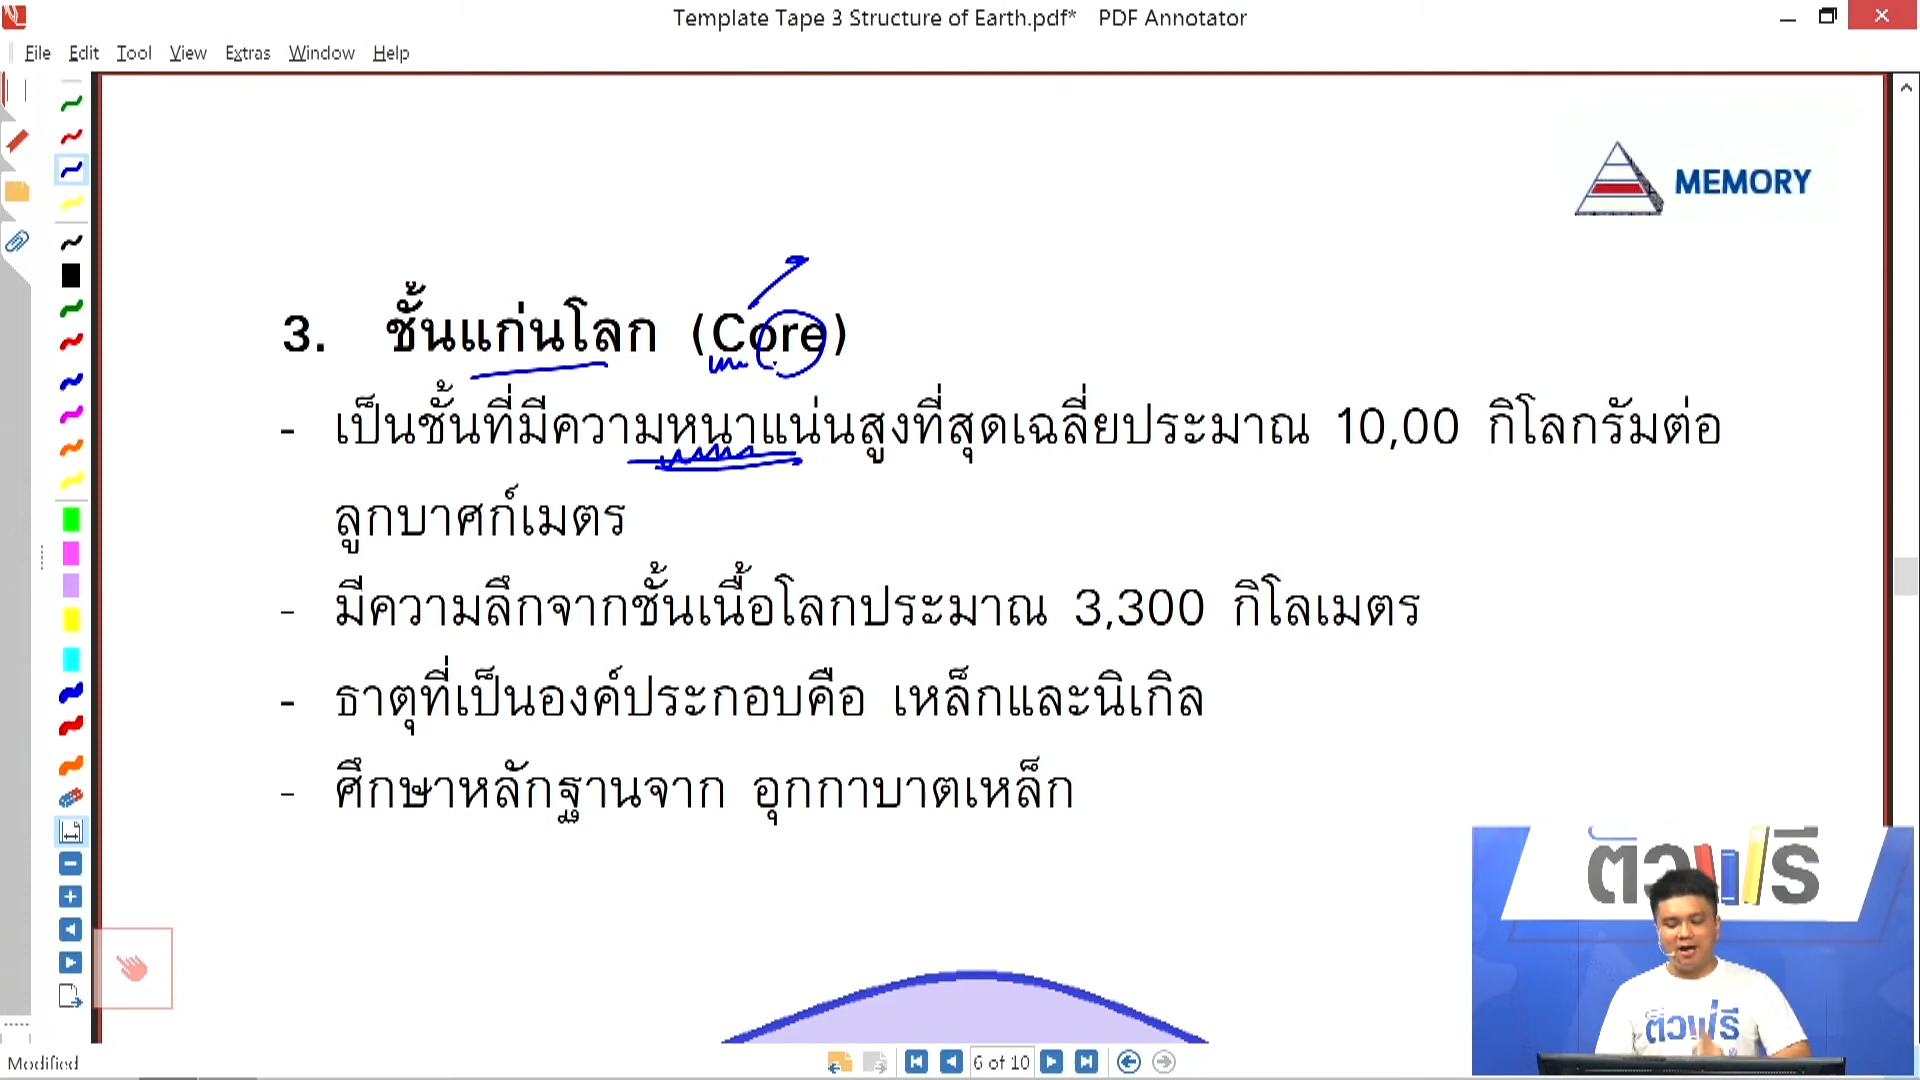 Template Tape 3 Structure of Earth.pdf* PDF Annotator
File Edit Tool View Extras Window Help
MEMORY
3. ชั้นแก่นโลก (Core)
- เป็นชั้นที่มีความหนาแน่นสูงที่สุดเฉลี่ยประมาณ 10,00 กิโลกรัมต่อ
ลูกบาศก์เมตร
- มีความลึกจากชั้นเนื้อโลกประมาณ 3,300 กิโลเมตร
- ธาตุที่เป็นองค์ประกอบคือ เหล็กและนิเกิล
- ศึกษาหลักฐานจาก อุกกาบาตเหล็ก
ติวฟรี
ติวฟรี
Modified
6 of 10